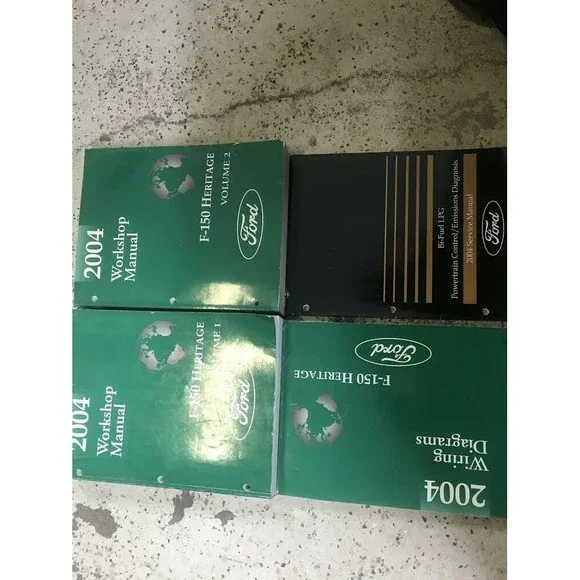 2004
Workshop
Manual
F-150 HERITAGE
VOLUME 2
Ford
Bi-Fuel LPG
Powertrain Control/Emissions Diagnosis
2004 Service Manual
Ford
2004
Workshop
Manual
F-150 HERITAGE
VOLUME 1
Ford
2004
Wiring
Diagrams
F-150 HERITAGE
Ford